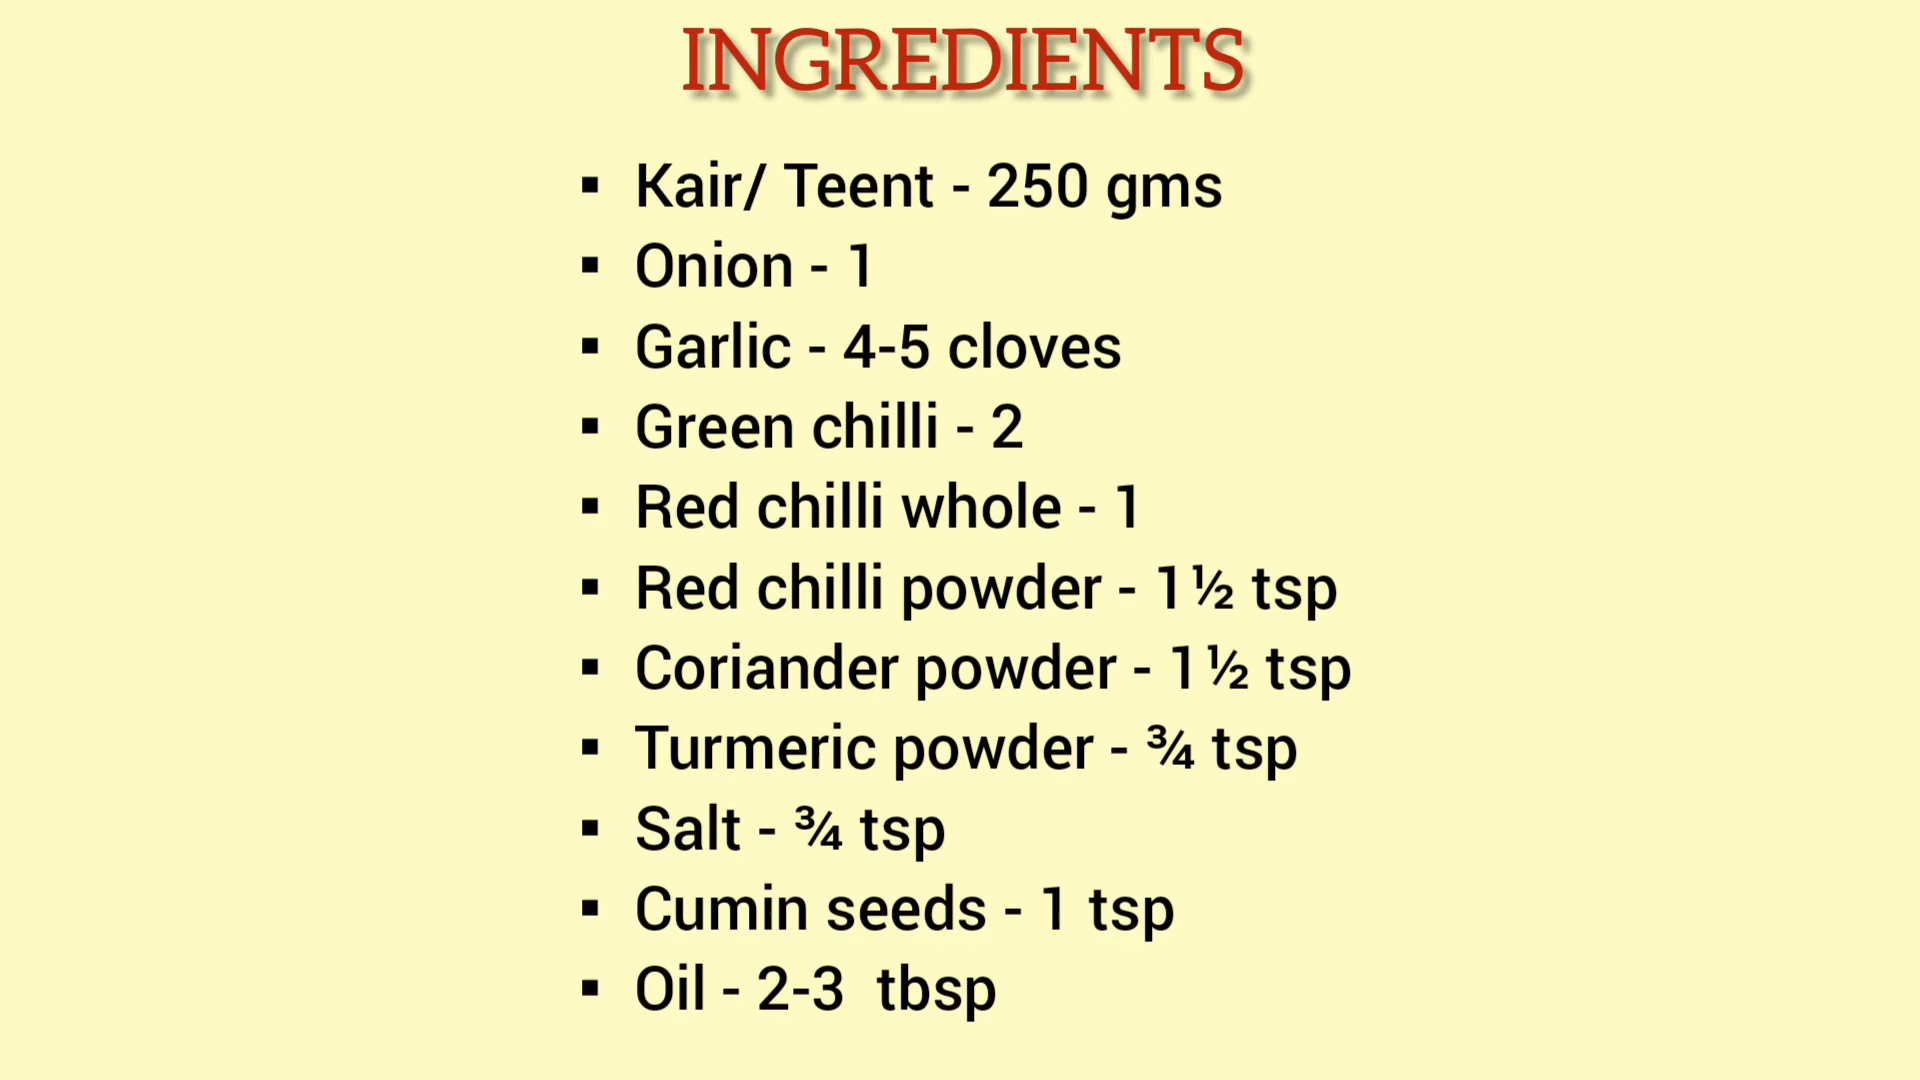 INGREDIENTS
▪ Kair/ Teent - 250 gms
▪ Onion - 1
▪ Garlic - 4-5 cloves
▪ Green chilli - 2
▪ Red chilli whole - 1
▪ Red chilli powder - 1½ tsp
▪ Coriander powder - 1½ tsp
▪ Turmeric powder - ¾ tsp
▪ Salt - ¾ tsp
▪ Cumin seeds - 1 tsp
▪ Oil - 2-3  tbsp